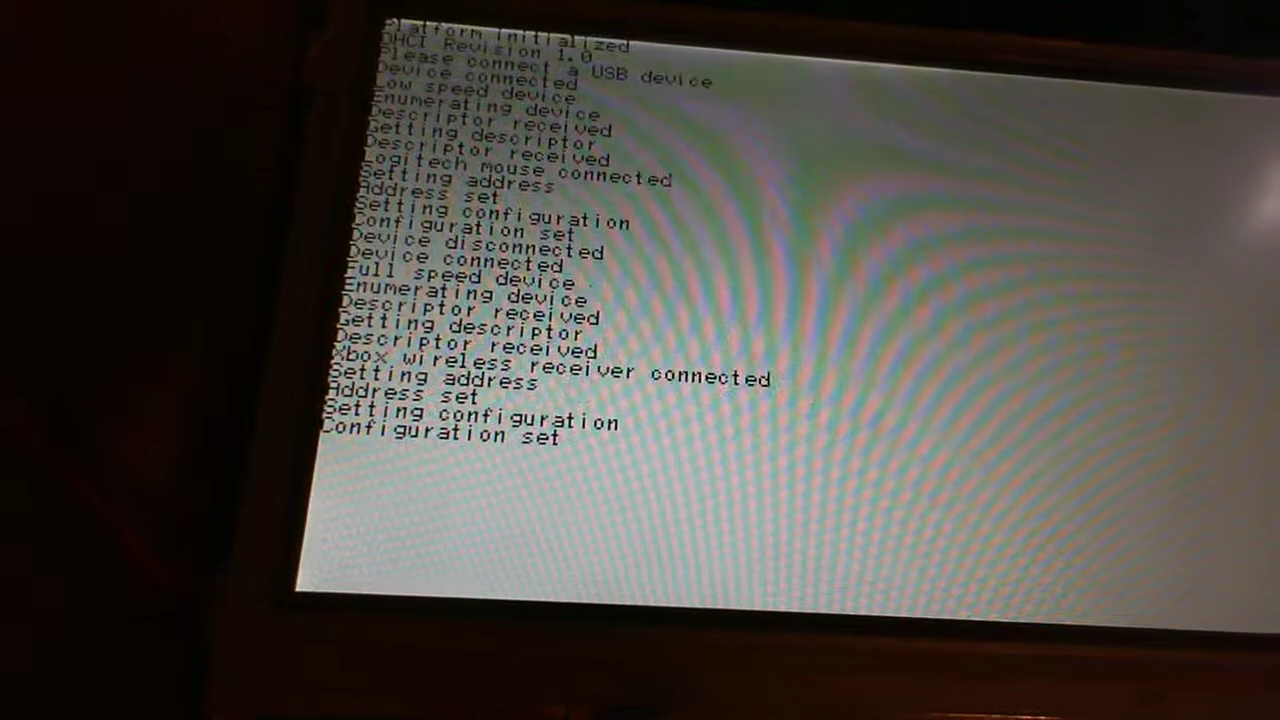 Platform initialized
OHCI Revision 1.0
Please connect a USB device
Device connected
Low speed device
Enumerating device
Descriptor received
Getting descriptor
Descriptor received
Logitech mouse connected
Setting address
Address set
Setting configuration
Configuration set
Device disconnected
Device connected
Full speed device
Enumerating device
Descriptor received
Getting descriptor
Descriptor received
Xbox wireless receiver connected
Setting address
Address set
Setting configuration
Configuration set